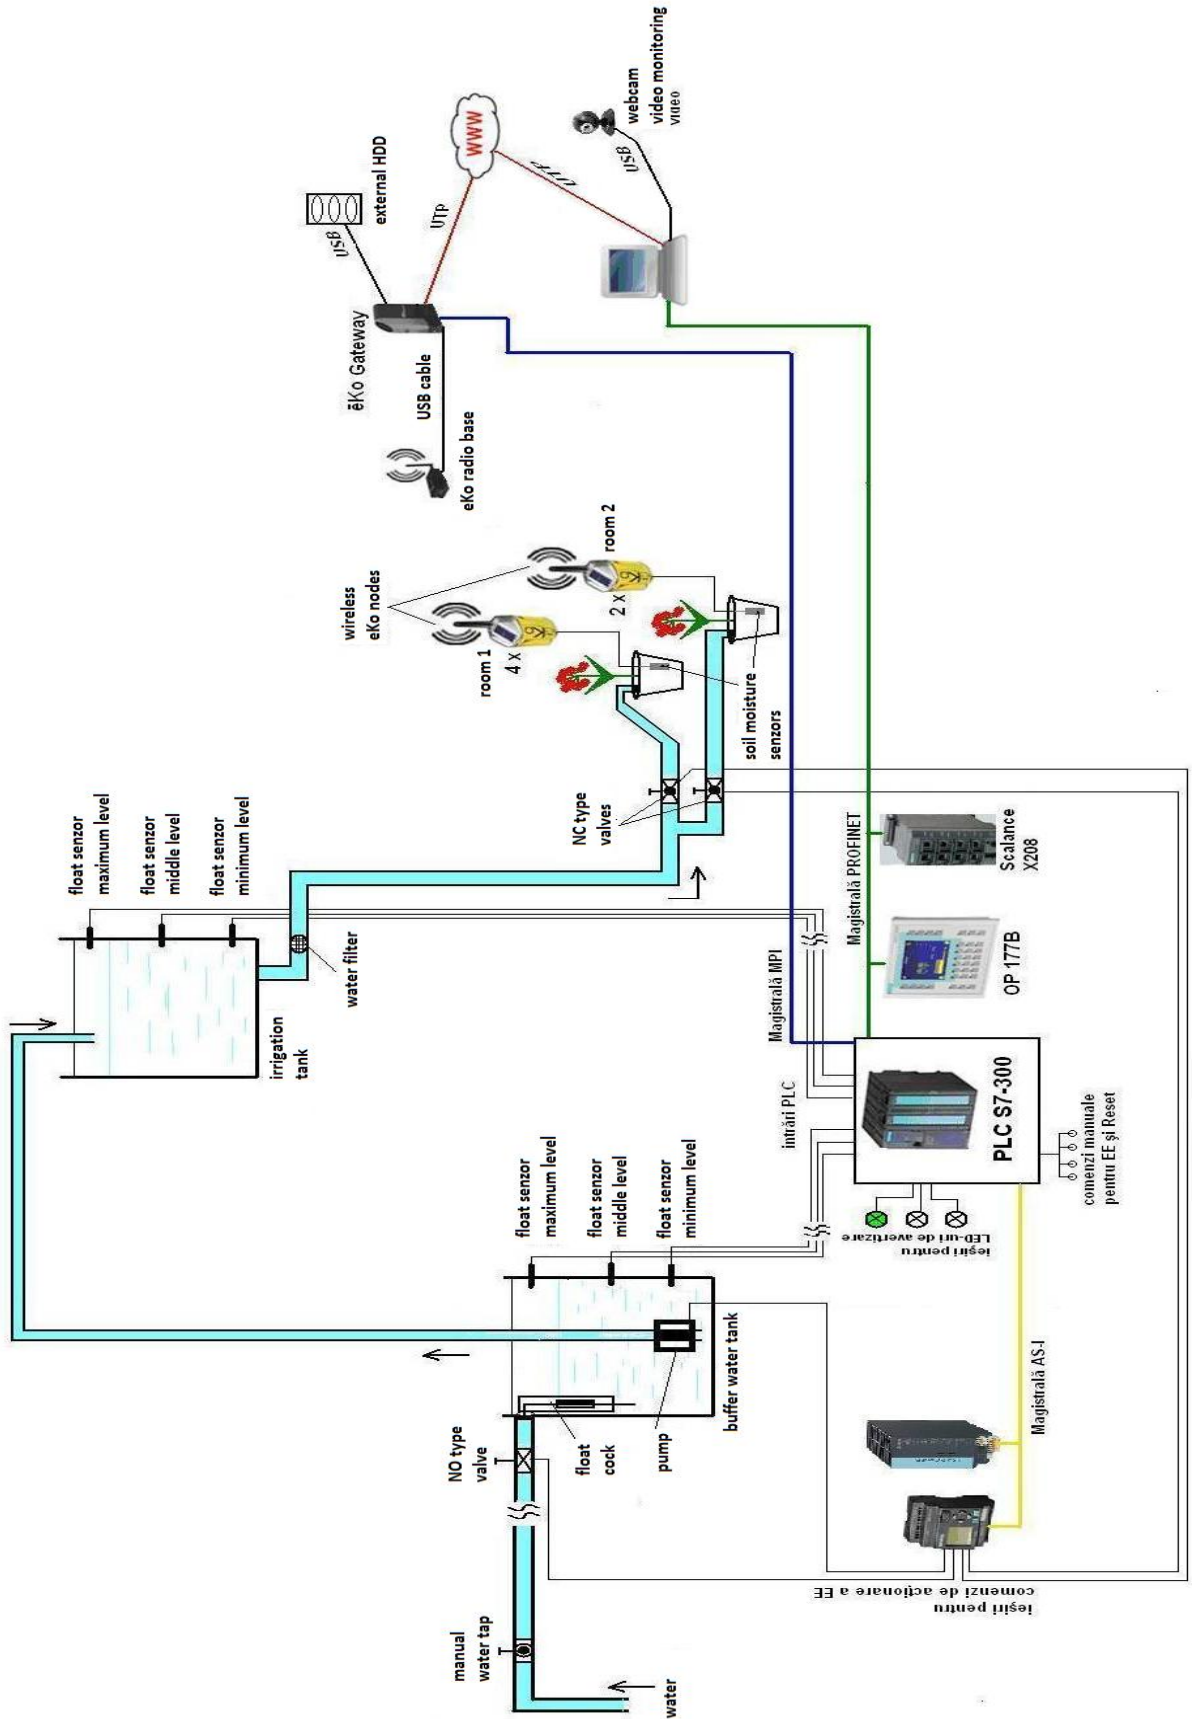 water
manual
water tap
NO type
valve
float
cock
pump
buffer water tank
float senzor
maximum level
float senzor
middle level
float senzor
minimum level
irrigation
tank
water filter
float senzor
maximum level
float senzor
middle level
float senzor
minimum level
NC type
valves
soil moisture
senzors
room 1
4 x
wireless
eKo nodes
2 x
room 2
eKo radio base
USB cable
ēKo Gateway
USB
external HDD
UTP
WWW
UTP
USB
webcam
video monitoring
video
ieşiri pentru
comenzi de acţionare a EE
Magistrală AS-I
ieşiri pentru
LED-uri de avertizare
intrări PLC
PLC S7-300
comenzi manuale
pentru EE şi Reset
Magistrală MPI
Magistrală PROFINET
OP 177B
Scalance
X208